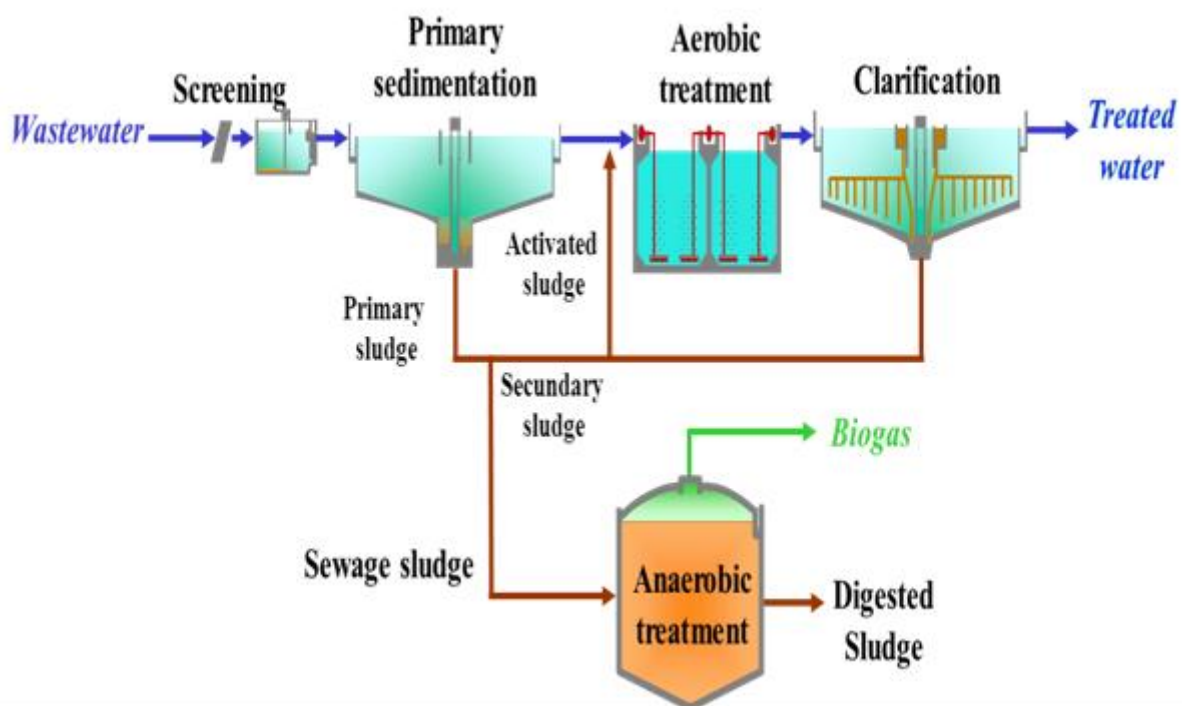 Primary
sedimentation
Aerobic
treatment
Clarification
Screening
Wastewater
Treated
water
Activated
sludge
Primary
sludge
Secundary
sludge
Biogas
Sewage sludge
Anaerobic
treatment
Digested
Sludge